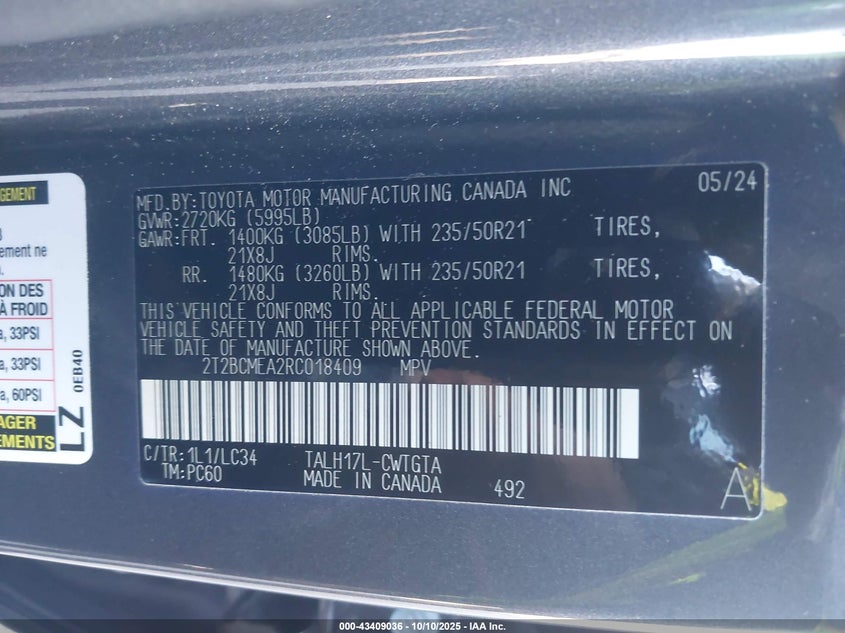 GEMENT
ement ne
n.
ION DES
À FROID
a, 33PSI
a, 33PSI
a, 60PSI
AGER
EMENTS
LZ 0EB40
MFD.BY:TOYOTA MOTOR MANUFACTURING CANADA INC 05/24
GVWR:2720KG (5995LB)
GAWR:FRT. 1400KG (3085LB) WITH 235/50R21 TIRES,
21X8J RIMS.
RR. 1480KG (3260LB) WITH 235/50R21 TIRES,
21X8J RIMS.
THIS VEHICLE CONFORMS TO ALL APPLICABLE FEDERAL MOTOR
VEHICLE SAFETY AND THEFT PREVENTION STANDARDS IN EFFECT ON
THE DATE OF MANUFACTURE SHOWN ABOVE.
2T2BCMEA2RC018409 MPV
C/TR:1L1/LC34 TALH17L-CWTGTA
TM:PC60 MADE IN CANADA 492 A
000-43409036 - 10/10/2025 - IAA Inc.